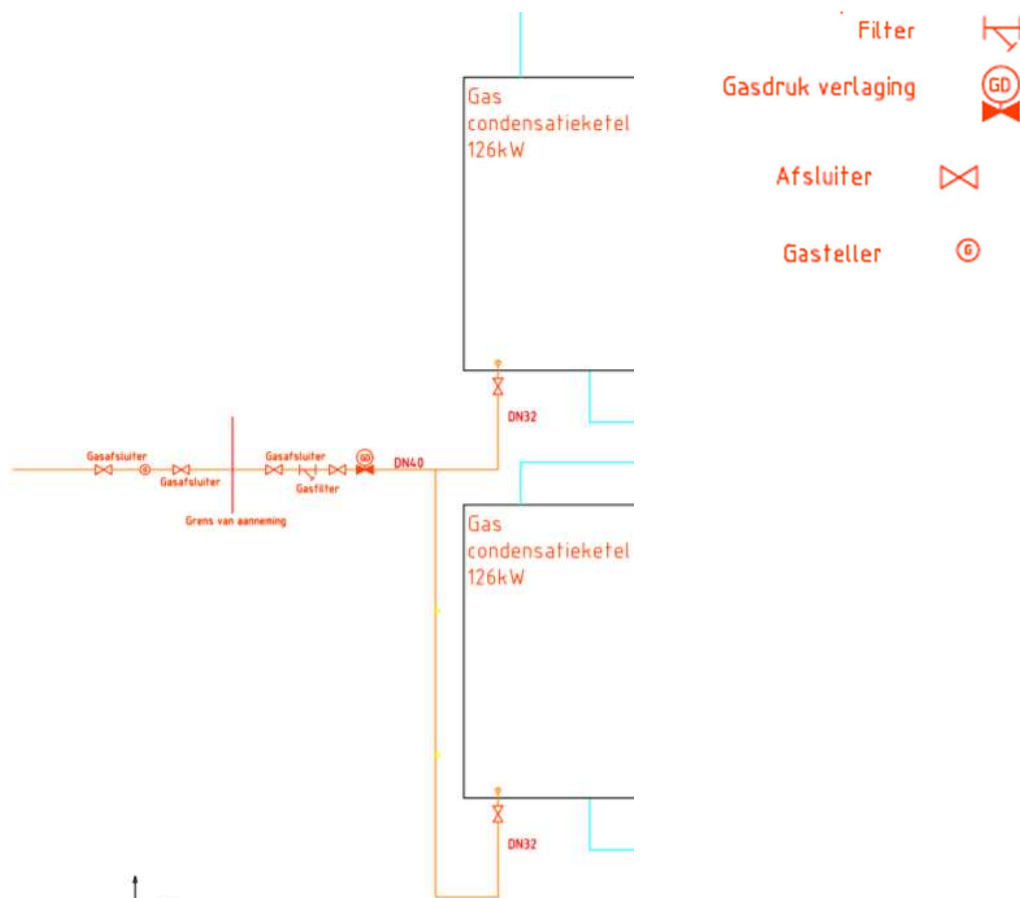 Gas
condensatieketel
126kW
DN32
Gasafsluiter
G
Gasafsluiter
Grens van aanneming
Gasafsluiter
Gasfilter
GD
DN40
Gas
condensatieketel
126kW
DN32
Filter
Gasdruk verlaging
GD
Afsluiter
Gasteller
G